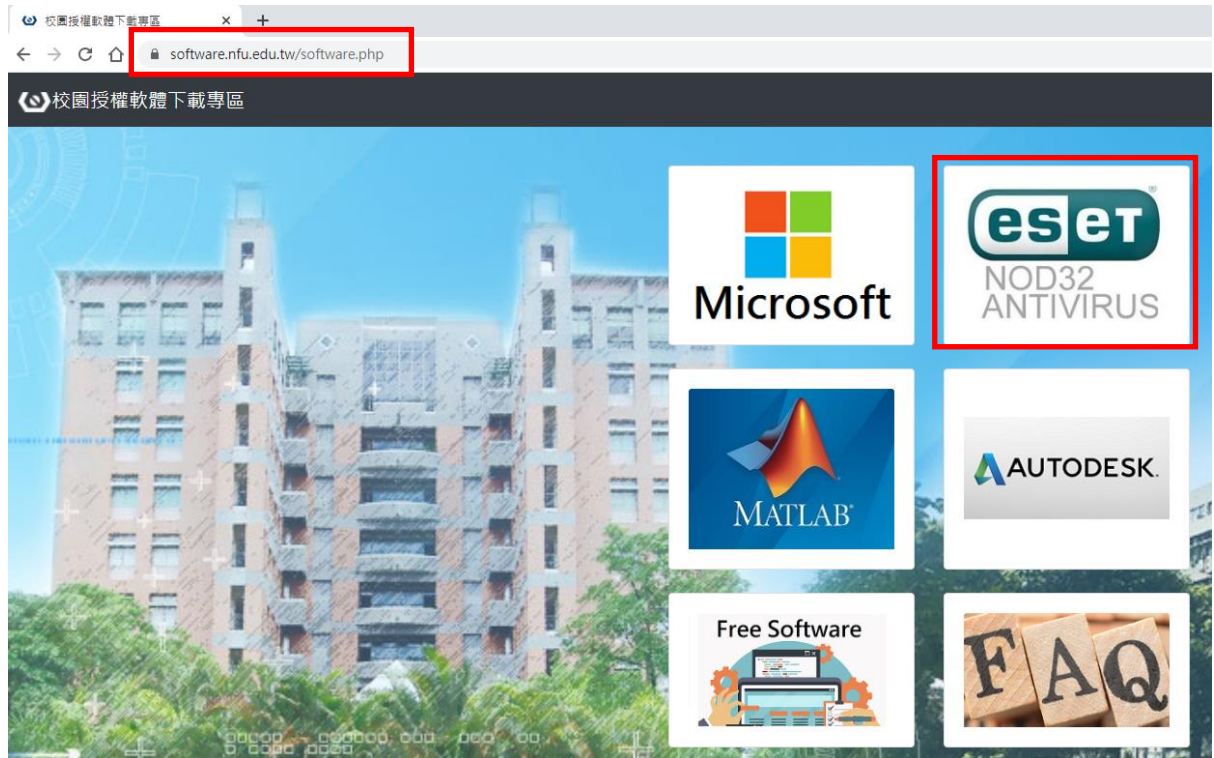 校園授權軟體下載專區
software.nfu.edu.tw/software.php
校園授權軟體下載專區
Microsoft
eseT®
NOD32
ANTIVIRUS
MATLAB®
AUTODESK.
Free Software
FAQ